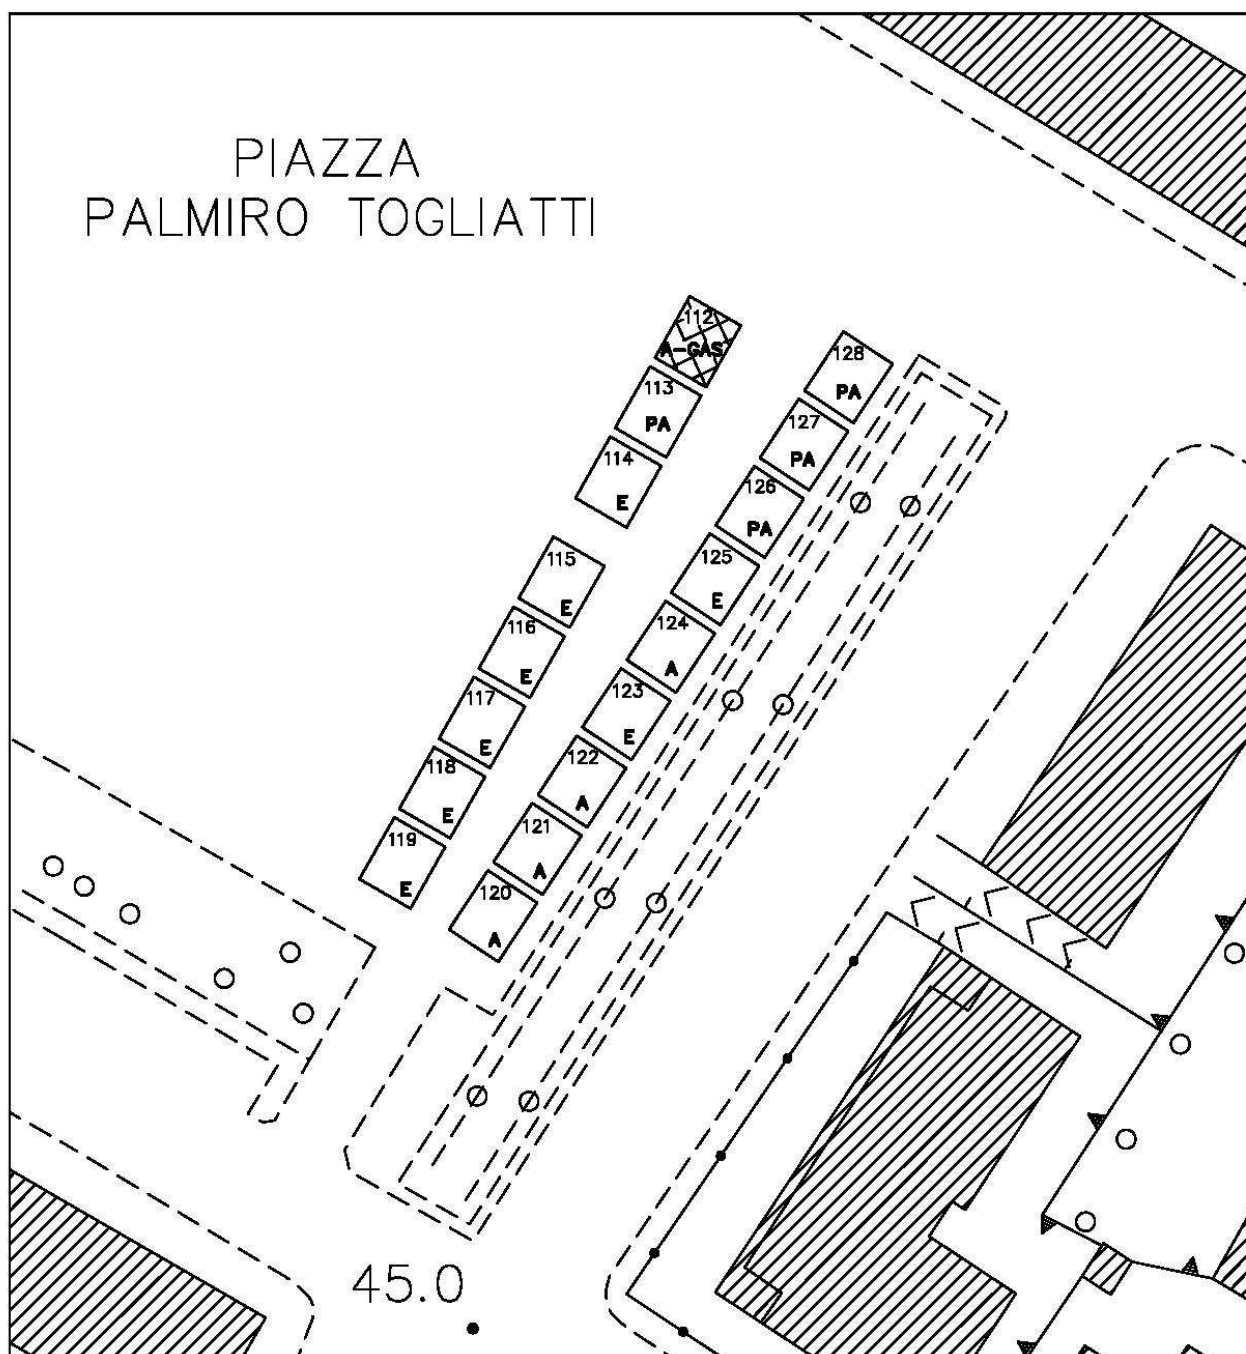 PIAZZA
PALMIRO TOGLIATTI
112
A-GAS
113
PA
114
E
115
E
116
E
117
E
118
E
119
E
128
PA
127
PA
126
PA
125
E
124
A
123
E
122
A
121
A
120
A
45.0